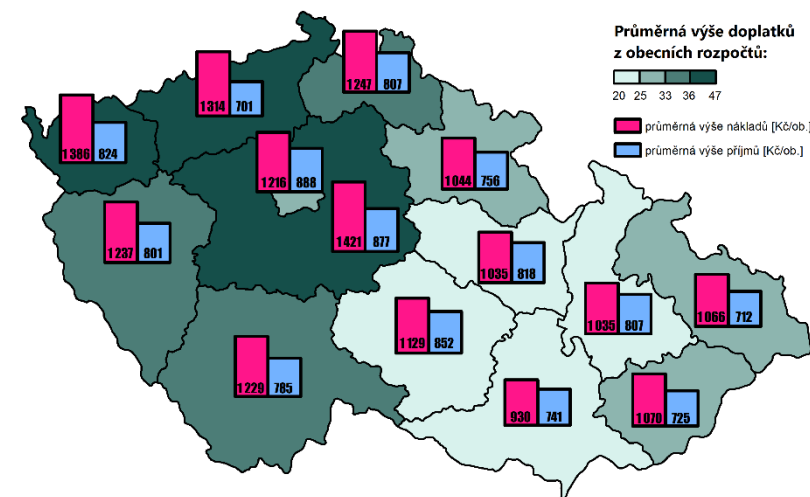 Průměrná výše doplatků
z obecních rozpočtů:
20 25 33 36 47
průměrná výše nákladů [Kč/ob.]
průměrná výše příjmů [Kč/ob.]
1247 807
1314 701
1386 824
1216 888
1044 756
1421 877
1237 801
1035 818
1035 807
1066 712
1129 852
1229 785
930 741
1070 725